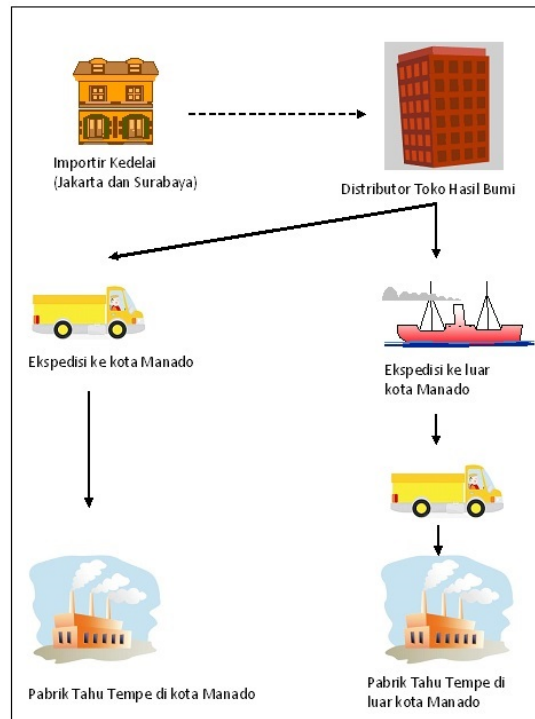 Importir Kedelai
(Jakarta dan Surabaya)
Distributor Toko Hasil Bumi
Ekspedisi ke kota Manado
Ekspedisi ke luar
kota Manado
Pabrik Tahu Tempe di kota Manado
Pabrik Tahu Tempe di
luar kota Manado